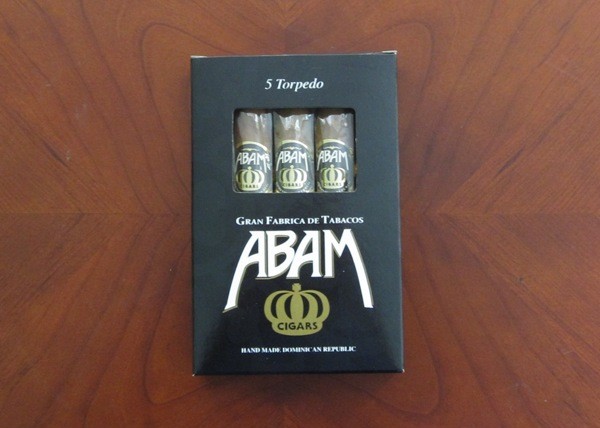 5 Torpedo
ABAM ABAM ABAM
CIGARS CIGARS CIGARS
GRAN FABRICA DE TABACOS
ABAM
CIGARS
HAND MADE DOMINICAN REPUBLIC